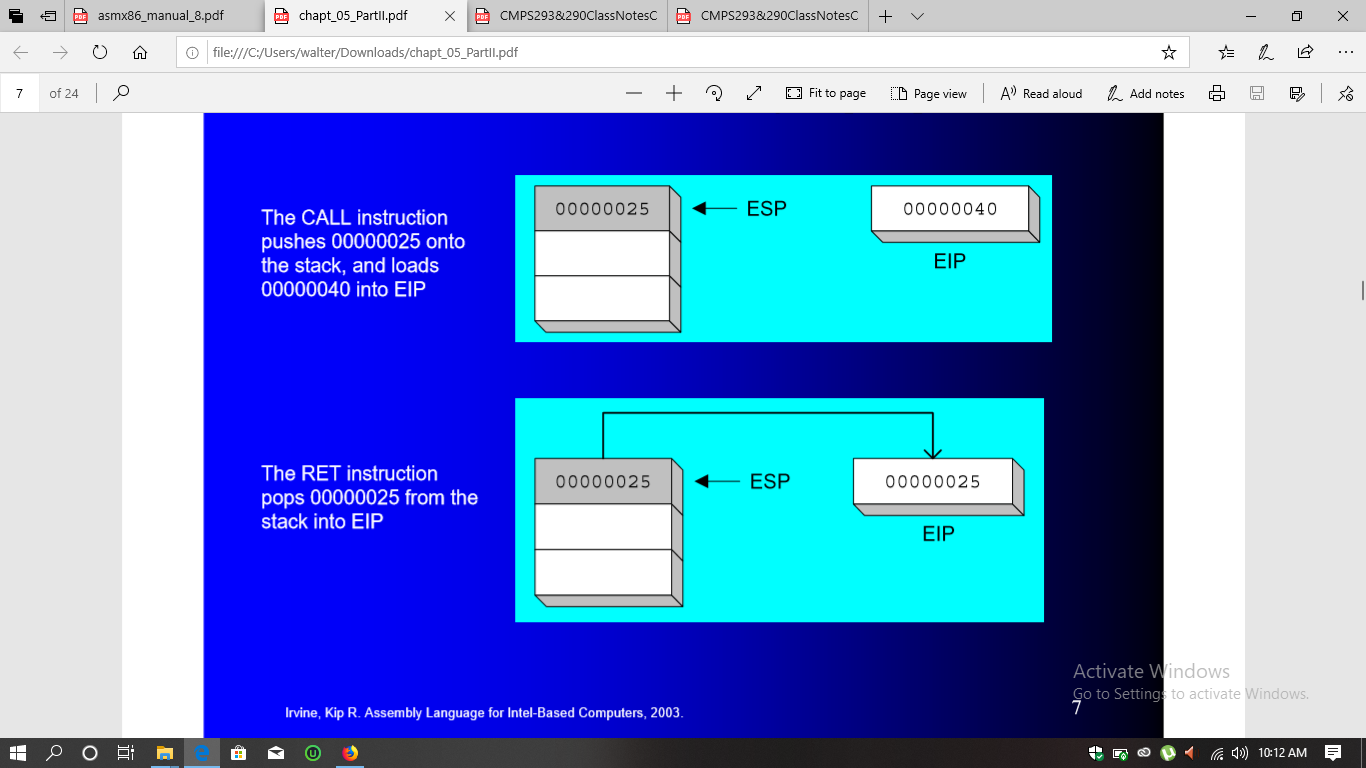 asmx86_manual_8.pdf
chapt_05_PartII.pdf
CMPS293&290ClassNotesC
CMPS293&290ClassNotesC
file:///C:/Users/walter/Downloads/chapt_05_PartII.pdf
7 of 24
Fit to page
Page view
Read aloud
Add notes
The CALL instruction
pushes 00000025 onto
the stack, and loads
00000040 into EIP
00000025
ESP
00000040
EIP
The RET instruction
pops 00000025 from the
stack into EIP
00000025
ESP
00000025
EIP
Irvine, Kip R. Assembly Language for Intel-Based Computers, 2003.
7
Activate Windows
Go to Settings to activate Windows.
10:12 AM